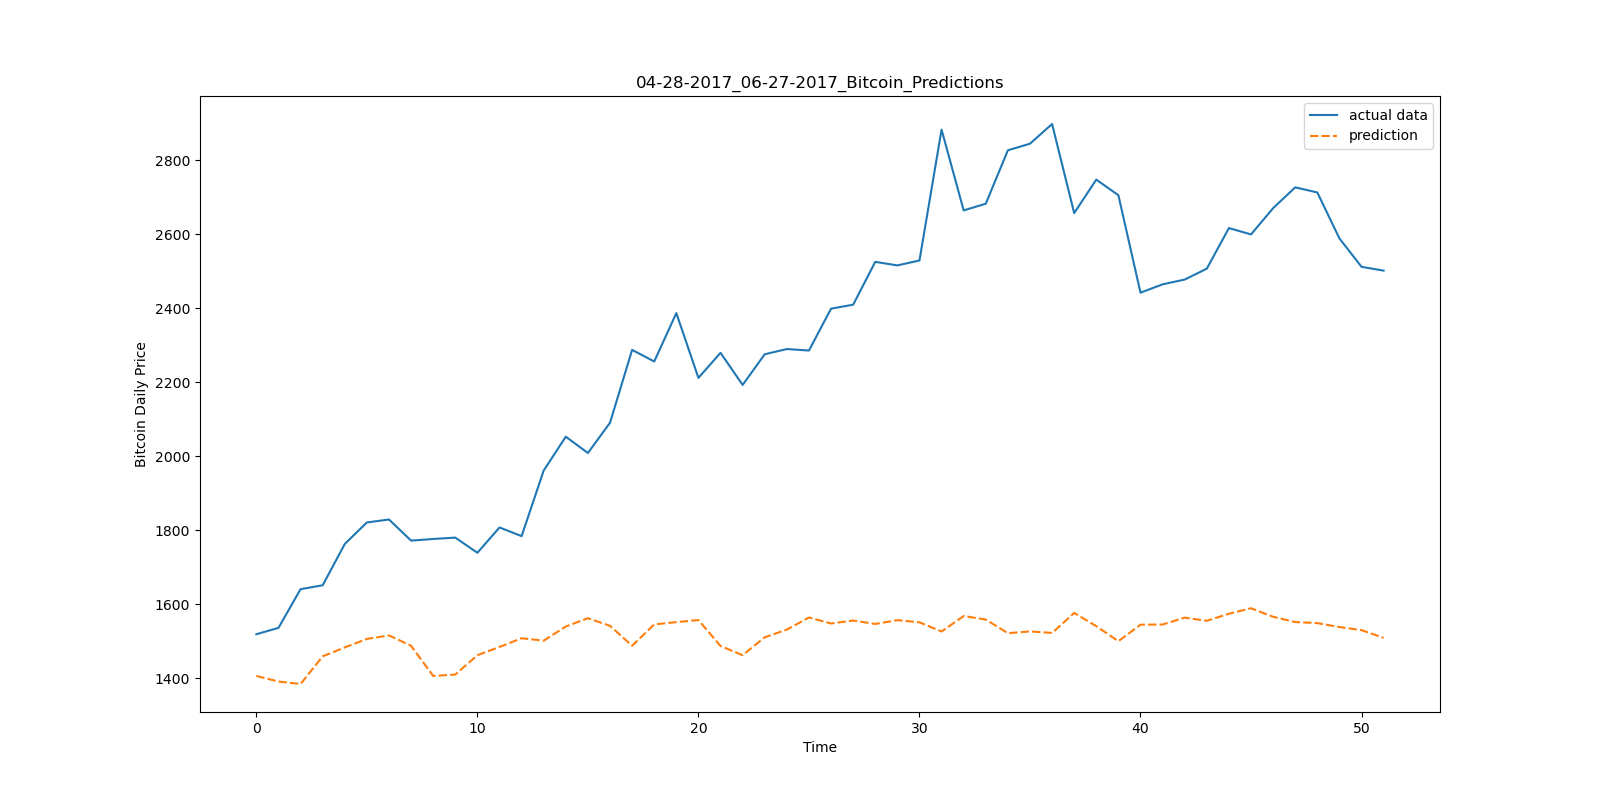 04-28-2017_06-27-2017_Bitcoin_Predictions
actual data
prediction
Bitcoin Daily Price
2800
2600
2400
2200
2000
1800
1600
1400
0 10 20 30 40 50
Time